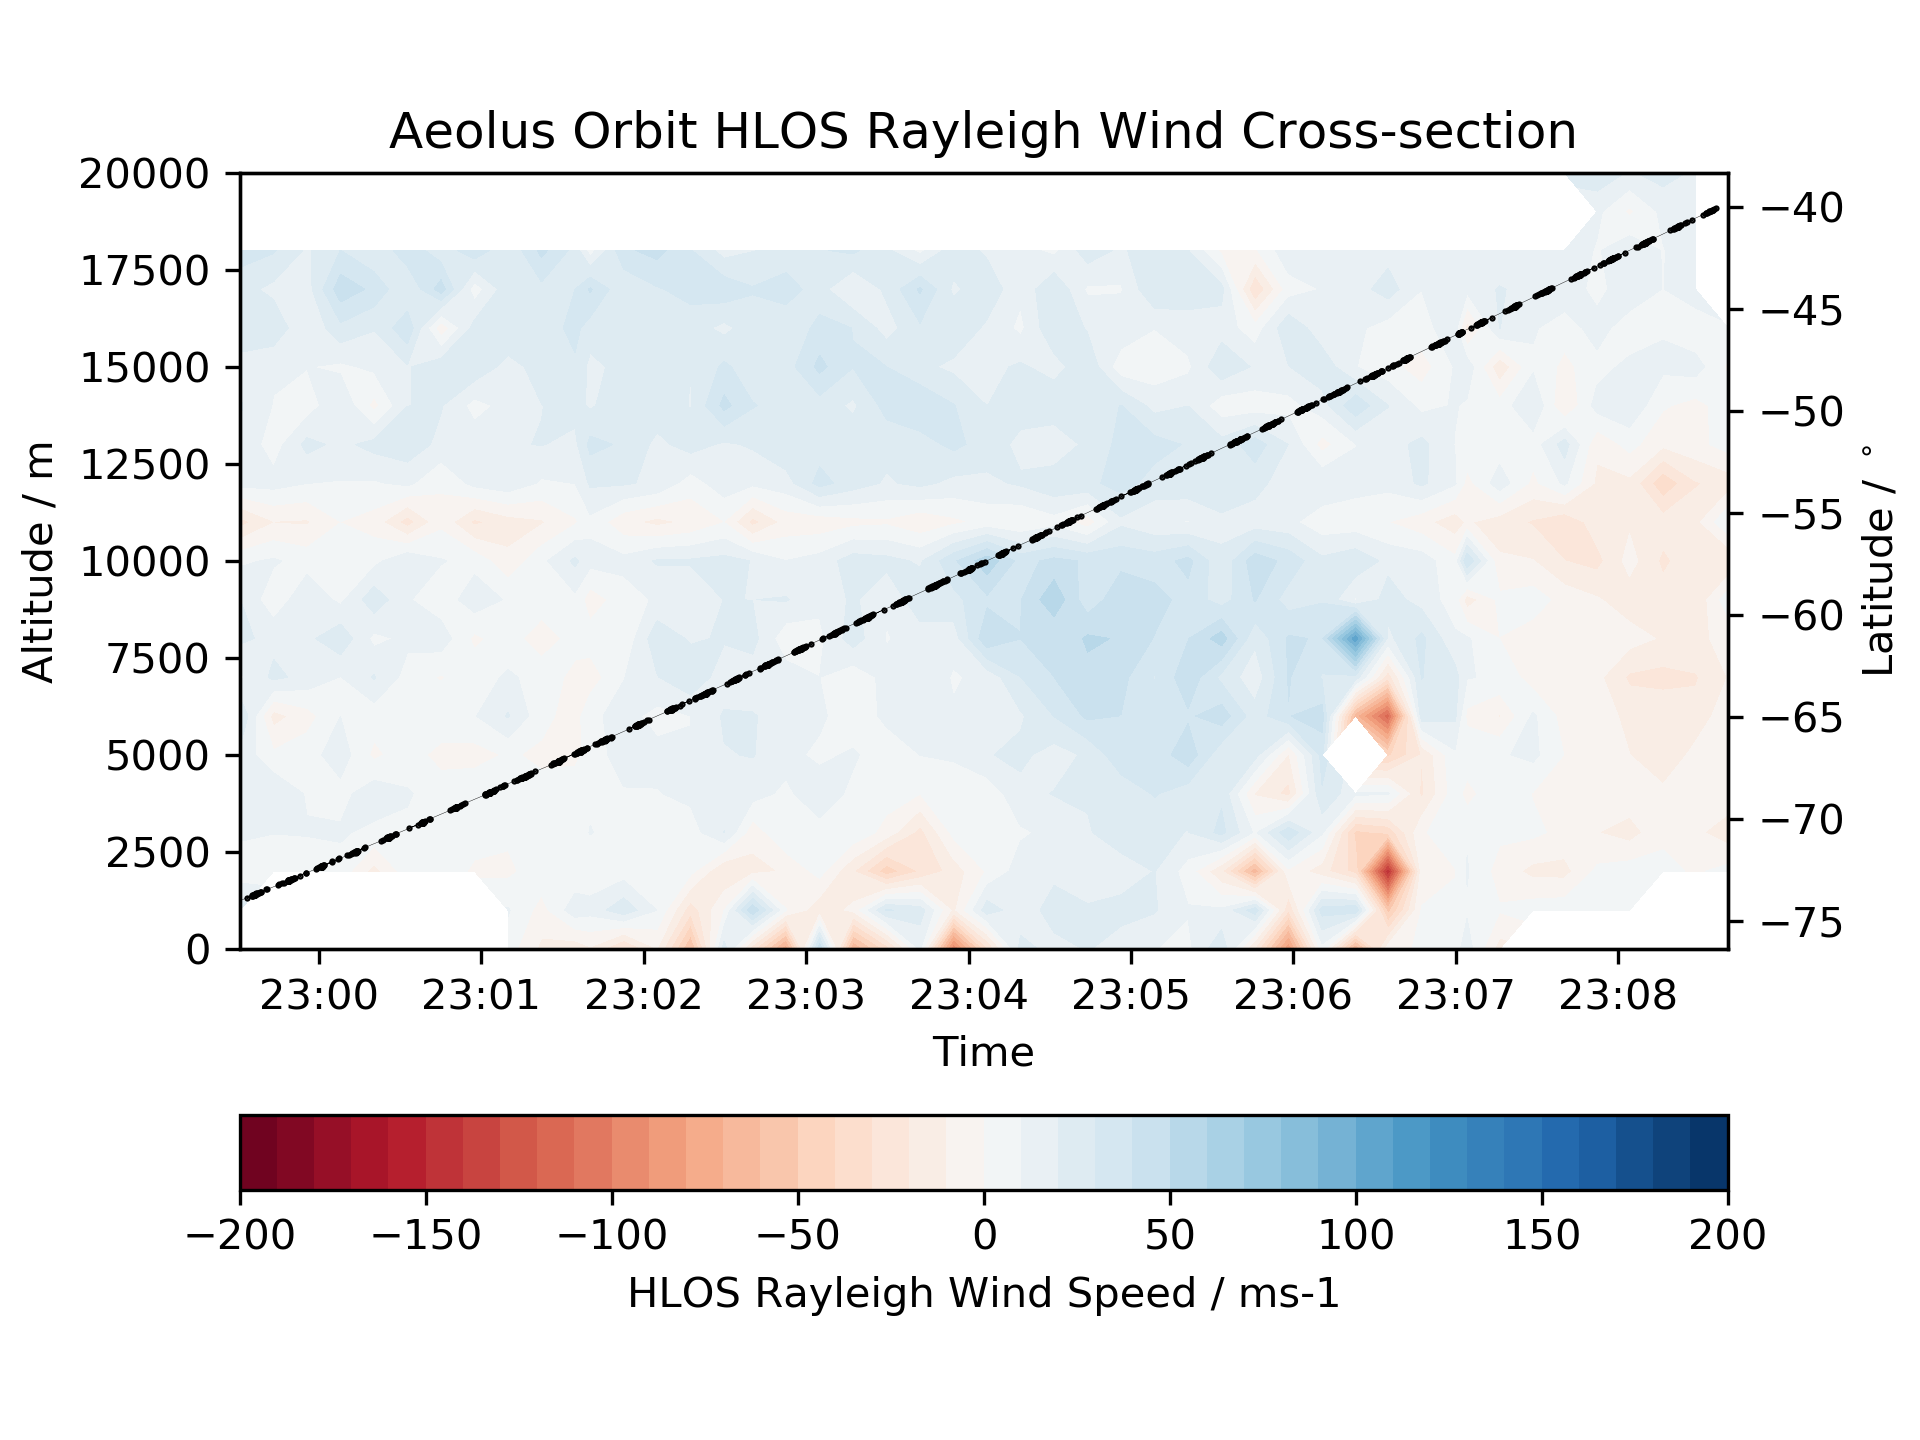 Aeolus Orbit HLOS Rayleigh Wind Cross-section
20000
17500
15000
12500
10000
7500
5000
2500
0
Altitude / m
−40
−45
−50
−55
−60
−65
−70
−75
Latitude / °
23:00 23:01 23:02 23:03 23:04 23:05 23:06 23:07 23:08
Time
−200 −150 −100 −50 0 50 100 150 200
HLOS Rayleigh Wind Speed / ms-1